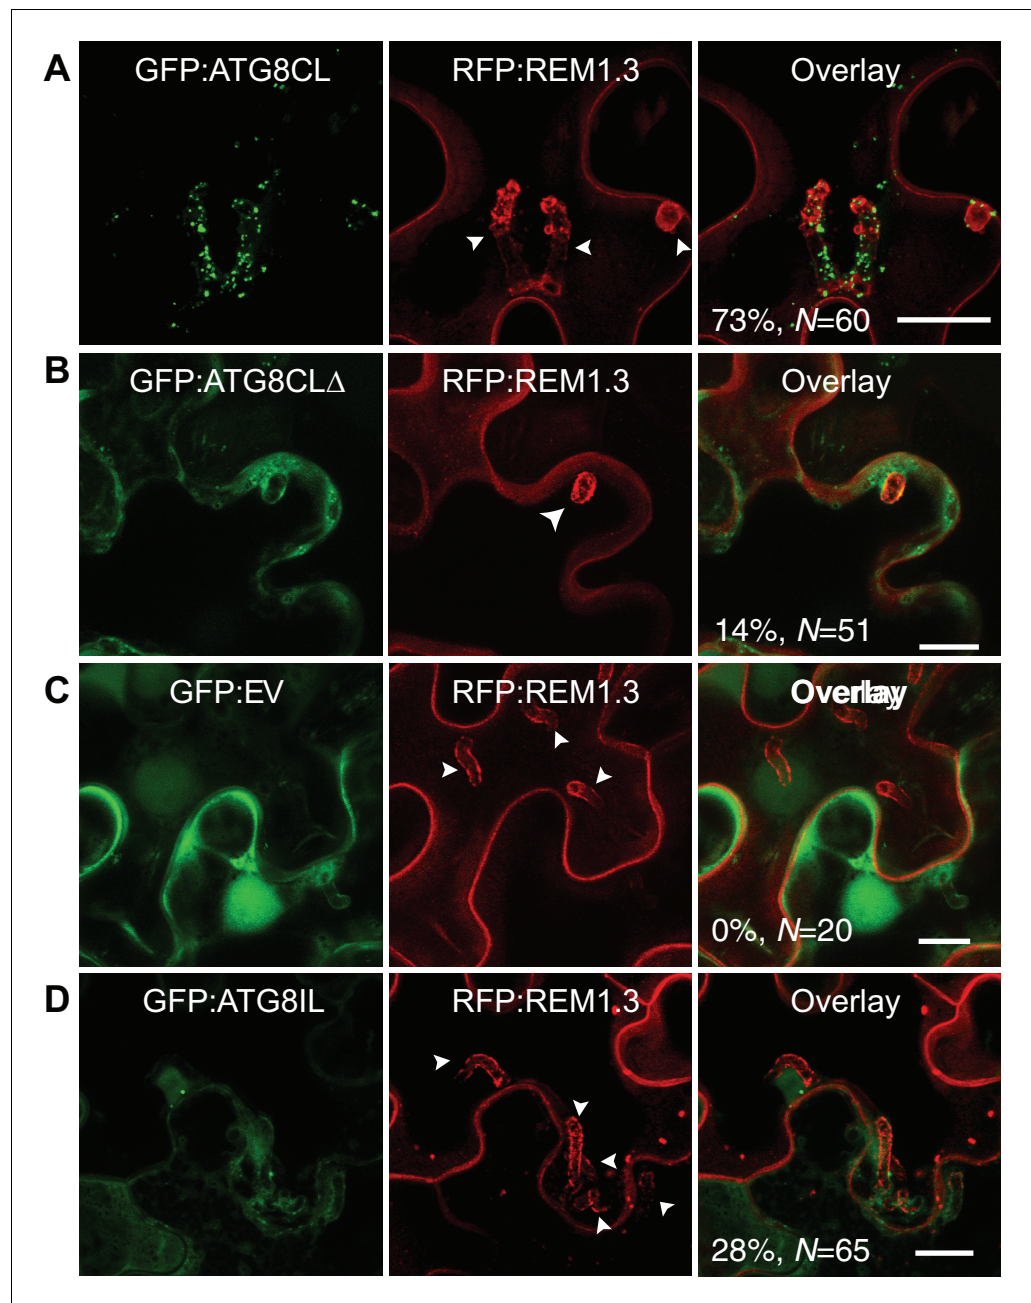 A
GFP:ATG8CL
RFP:REM1.3
Overlay
73%, N=60
B
GFP:ATG8CLΔ
RFP:REM1.3
Overlay
14%, N=51
C
GFP:EV
RFP:REM1.3
Overlay
0%, N=20
D
GFP:ATG8IL
RFP:REM1.3
Overlay
28%, N=65